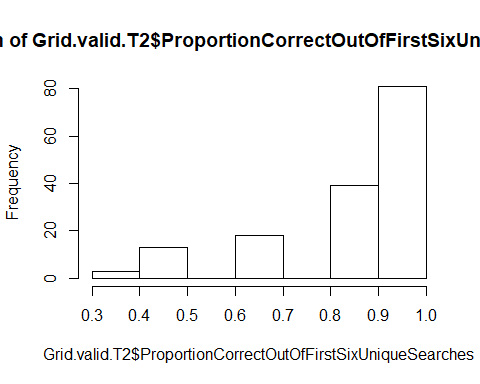 n of Grid.valid.T2$ProportionCorrectOutOfFirstSixUn
Frequency
80
60
40
20
0
0.3 0.4 0.5 0.6 0.7 0.8 0.9 1.0
Grid.valid.T2$ProportionCorrectOutOfFirstSixUniqueSearches